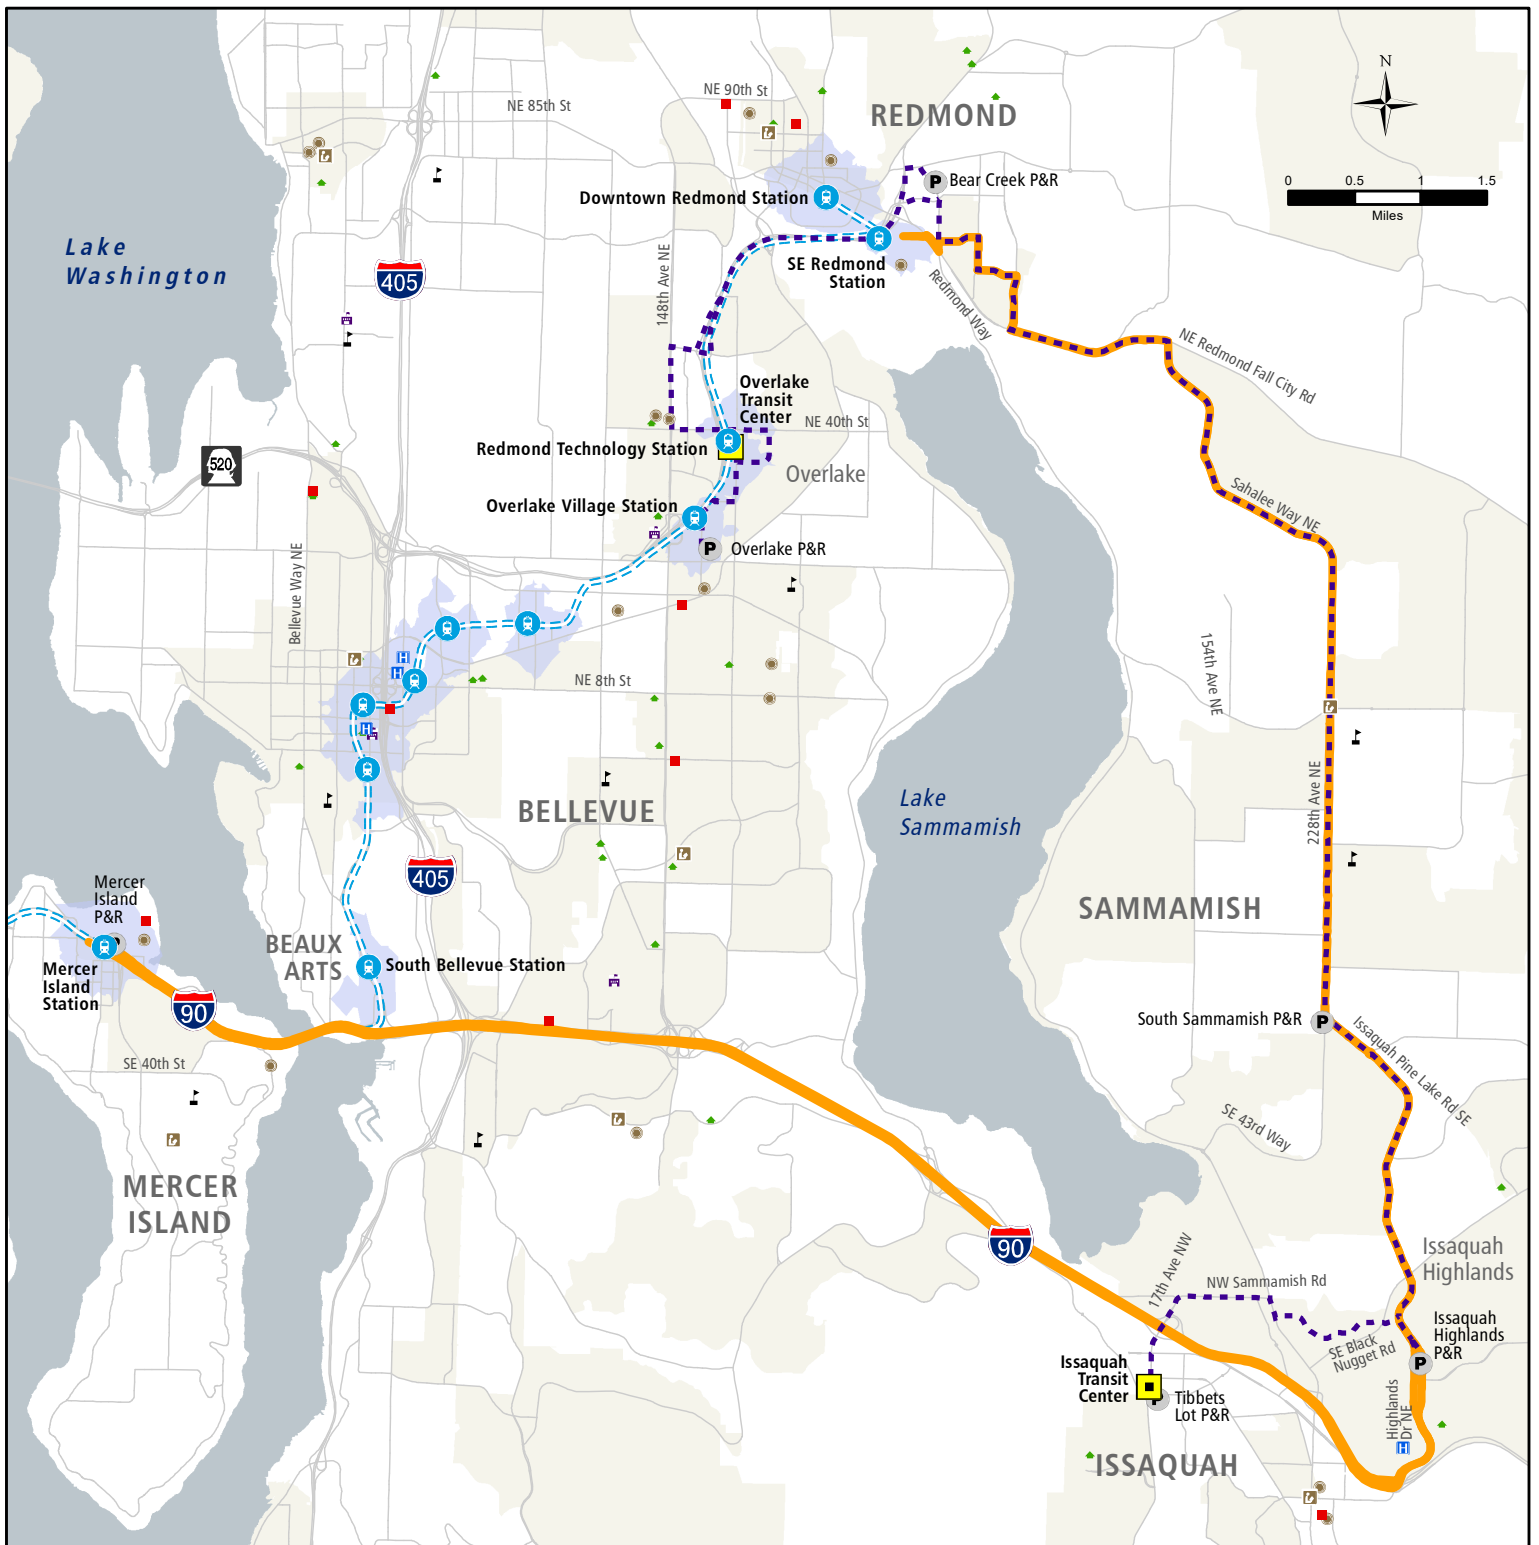 NE 90th St
NE 85th St
REDMOND
N
0 0.5 1 1.5
Miles
Bear Creek P&R
Downtown Redmond Station
Lake
Washington
405
SE Redmond
Station
148th Ave NE
Redmond Way
NE Redmond Fall City Rd
Overlake
Transit
Center
NE 40th St
Redmond Technology Station
Overlake
520
Overlake Village Station
Sahalee Way NE
P
Overlake P&R
Bellevue Way NE
154th Ave NE
H
H
NE 8th St
H
BELLEVUE
Lake
Sammamish
228th Ave NE
405
Mercer
Island
P&R
SAMMAMISH
BEAUX
ARTS
South Bellevue Station
Mercer
Island
Station
90
South Sammamish P&R
P
Issaquah Pine Lake Rd SE
SE 40th St
SE 43rd Way
MERCER
ISLAND
90
17th Ave NW
NW Sammamish Rd
Issaquah
Highlands
Issaquah
Highlands
P&R
P
SE Black
Nugget Rd
Issaquah
Transit
Center
P
Tibbets
Lot P&R
Highlands
Dr NE
H
ISSAQUAH
P